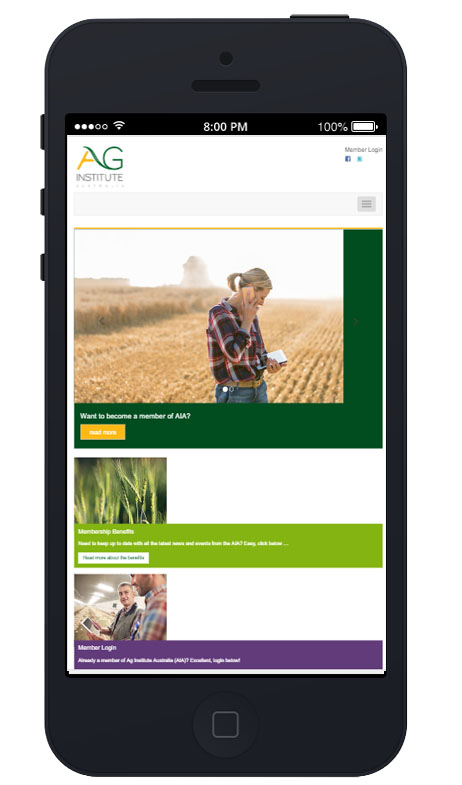 8:00 PM
100%
AG
INSTITUTE
AUSTRALIA
Member Login
Want to become a member of AIA?
read more
Membership Benefits
Need to keep up to date with all the latest news and events from the AIA? Easy, click below ...
Read more about the benefits
Member Login
Already a member of Ag Institute Australia (AIA)? Excellent, login below!